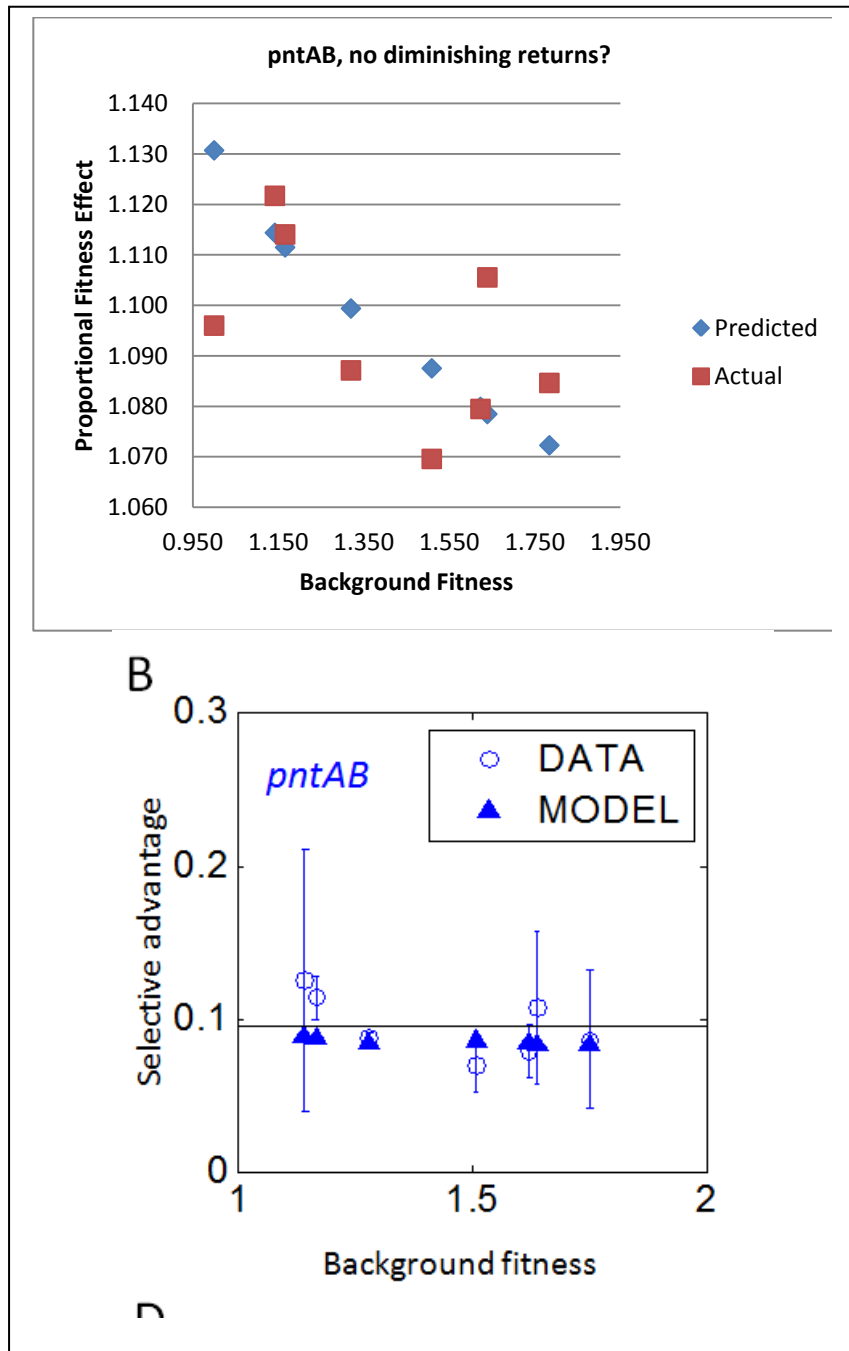 pntAB, no diminishing returns?
1.140
1.130
1.120
1.110
1.100
1.090
1.080
1.070
1.060
Proportional Fitness Effect
0.950 1.150 1.350 1.550 1.750 1.950
Background Fitness
Predicted
Actual
B
0.3
0.2
0.1
0
Selective advantage
pntAB
DATA
MODEL
1 1.5 2
Background fitness